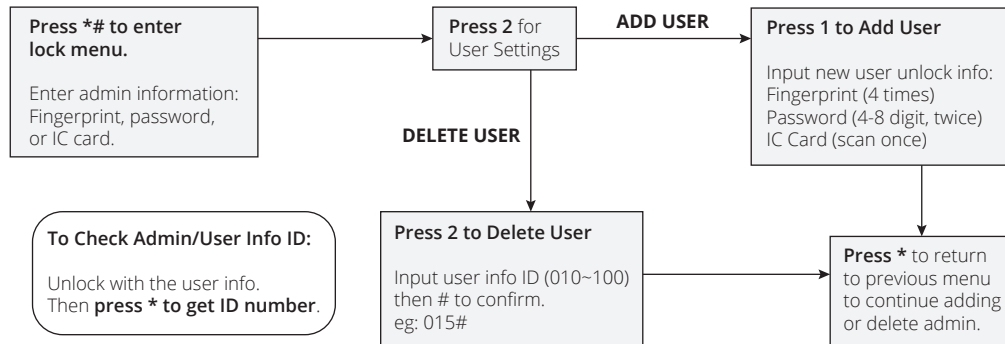 Press *# to enter
lock menu.
Enter admin information:
Fingerprint, password,
or IC card.
Press 2 for
User Settings
ADD USER
Press 1 to Add User
Input new user unlock info:
Fingerprint (4 times)
Password (4-8 digit, twice)
IC Card (scan once)
DELETE USER
To Check Admin/User Info ID:
Unlock with the user info.
Then press * to get ID number.
Press 2 to Delete User
Input user info ID (010~100)
then # to confirm.
eg: 015#
Press * to return
to previous menu
to continue adding
or delete admin.